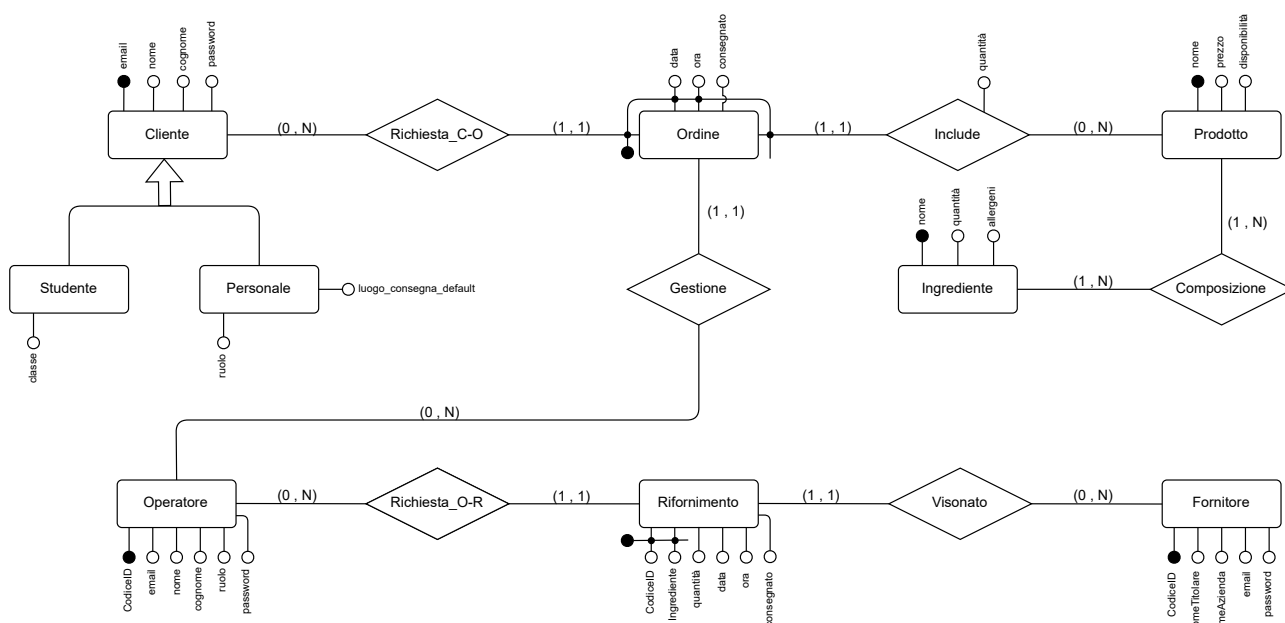 email
nome
cognome
password
data
ora
consegnato
quantità
nome
prezzo
disponibilità
Cliente
(0 , N)
Richiesta_C-O
(1 , 1)
Ordine
(1 , 1)
Include
(0 , N)
Prodotto
(1 , 1)
nome
quantità
allergeni
(1 , N)
Studente
Personale
luogo_consegna_default
Gestione
Ingrediente
(1 , N)
Composizione
classe
ruolo
(0 , N)
Operatore
(0 , N)
Richiesta_O-R
(1 , 1)
Rifornimento
(1 , 1)
Visonato
(0 , N)
Fornitore
CodiceID
email
nome
cognome
ruolo
password
CodiceID
Ingrediente
quantità
data
ora
consegnato
CodiceID
omeTitolare
meAzienda
email
password